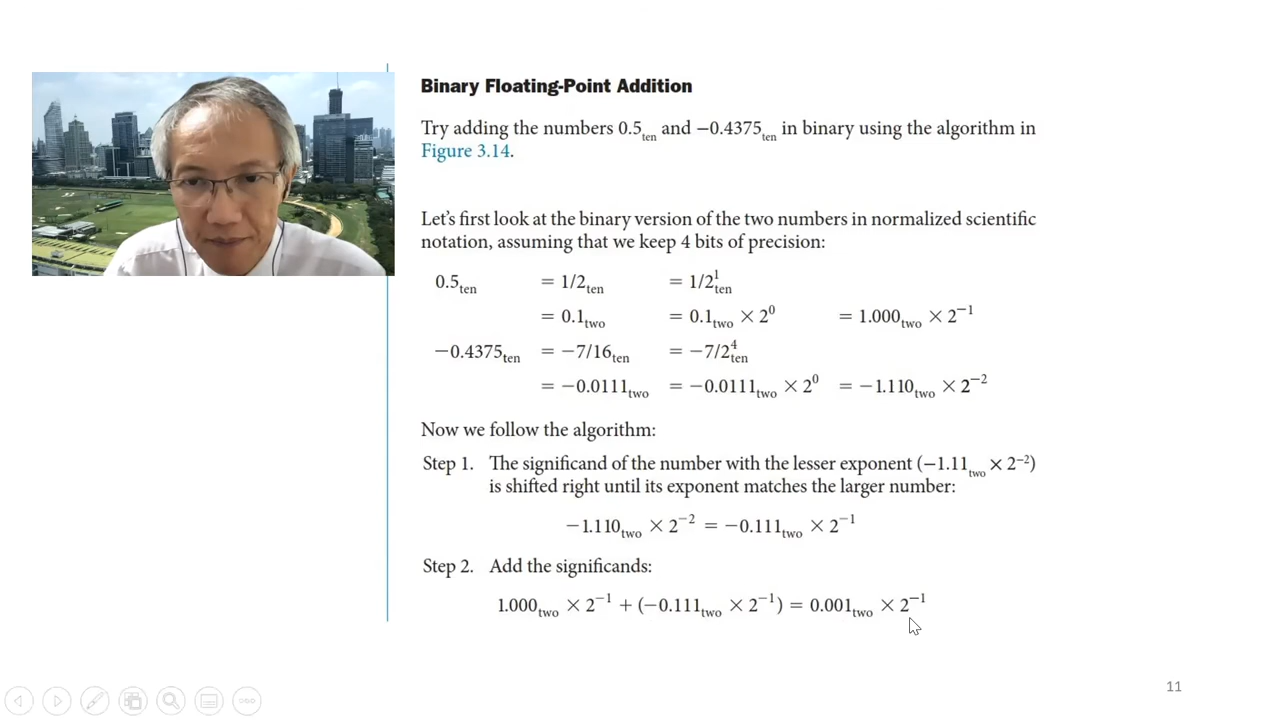 Binary Floating-Point Addition
Try adding the numbers 0.5ten and −0.4375ten in binary using the algorithm in
Figure 3.14.
Let's first look at the binary version of the two numbers in normalized scientific
notation, assuming that we keep 4 bits of precision:
0.5ten = 1/2ten = 1/2¹ten
= 0.1two = 0.1two × 2⁰ = 1.000two × 2⁻¹
−0.4375ten = −7/16ten = −7/2⁴ten
= −0.0111two = −0.0111two × 2⁰ = −1.110two × 2⁻²
Now we follow the algorithm:
Step 1. The significand of the number with the lesser exponent (−1.11two × 2⁻²)
is shifted right until its exponent matches the larger number:
−1.110two × 2⁻² = −0.111two × 2⁻¹
Step 2. Add the significands:
1.000two × 2⁻¹ + (−0.111two × 2⁻¹) = 0.001two × 2⁻¹
11